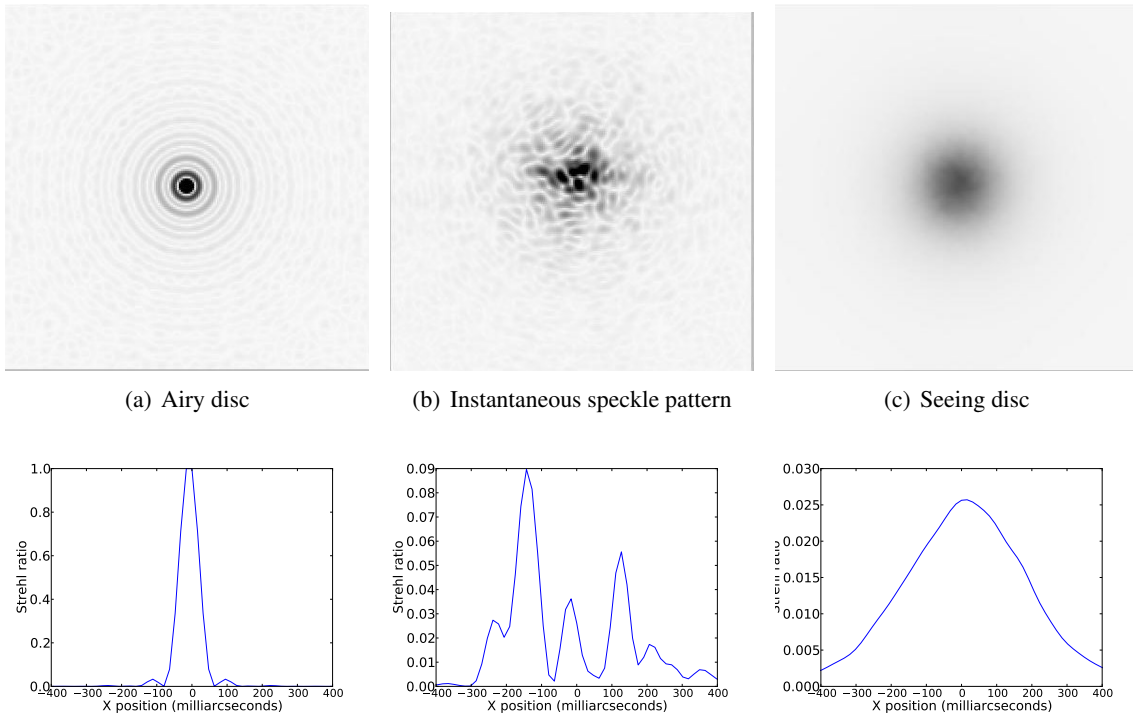 (a) Airy disc
(b) Instantaneous speckle pattern
(c) Seeing disc
1.0
0.8
0.6
0.4
0.2
0.0
Strehl ratio
−400 −300 −200 −100 0 100 200 300 400
X position (milliarcseconds)
0.09
0.08
0.07
0.06
0.05
0.04
0.03
0.02
0.01
0.00
Strehl ratio
−400 −300 −200 −100 0 100 200 300 400
X position (milliarcseconds)
0.030
0.025
0.020
0.015
0.010
0.005
0.000
Strehl ratio
−400 −300 −200 −100 0 100 200 300 400
X position (milliarcseconds)